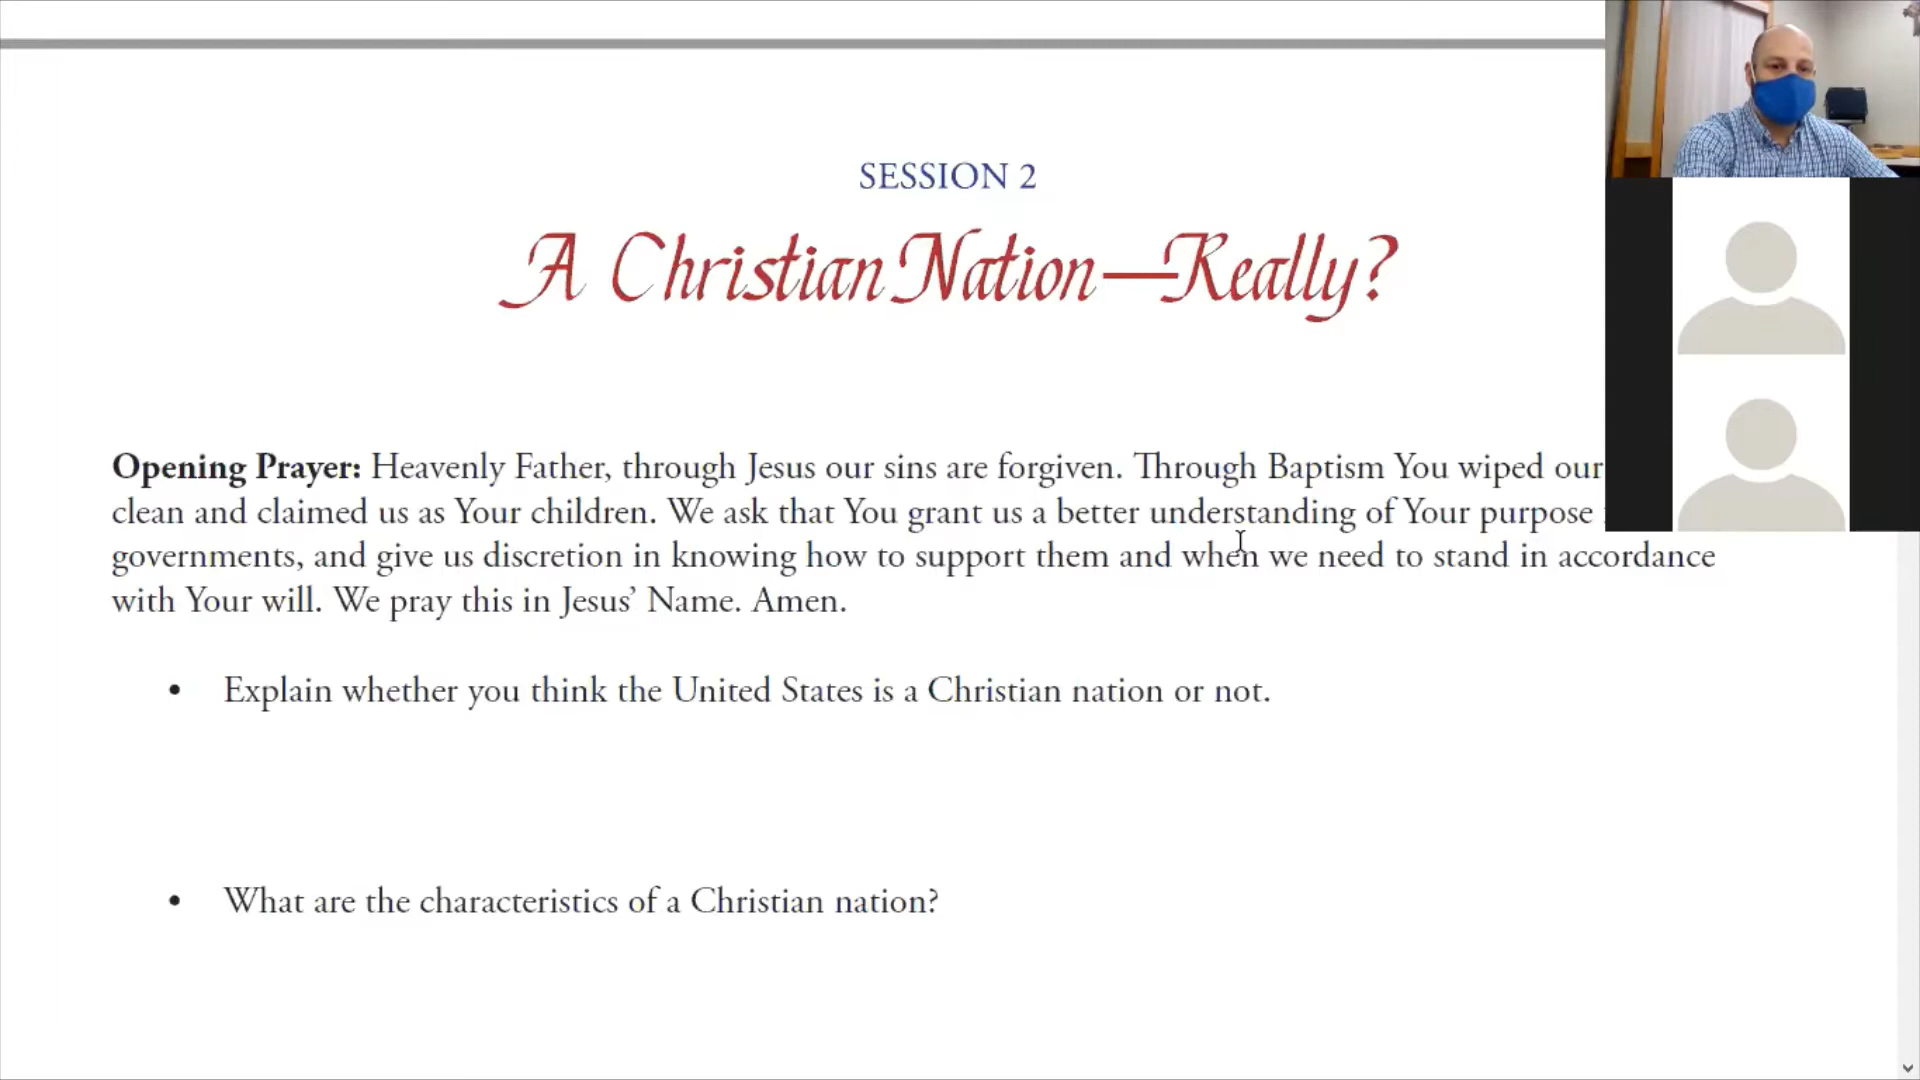 SESSION 2
A Christian Nation—Really?
Opening Prayer: Heavenly Father, through Jesus our sins are forgiven. Through Baptism You wiped our
clean and claimed us as Your children. We ask that You grant us a better understanding of Your purpose
governments, and give us discretion in knowing how to support them and when we need to stand in accordance
with Your will. We pray this in Jesus’ Name. Amen.
• Explain whether you think the United States is a Christian nation or not.
• What are the characteristics of a Christian nation?